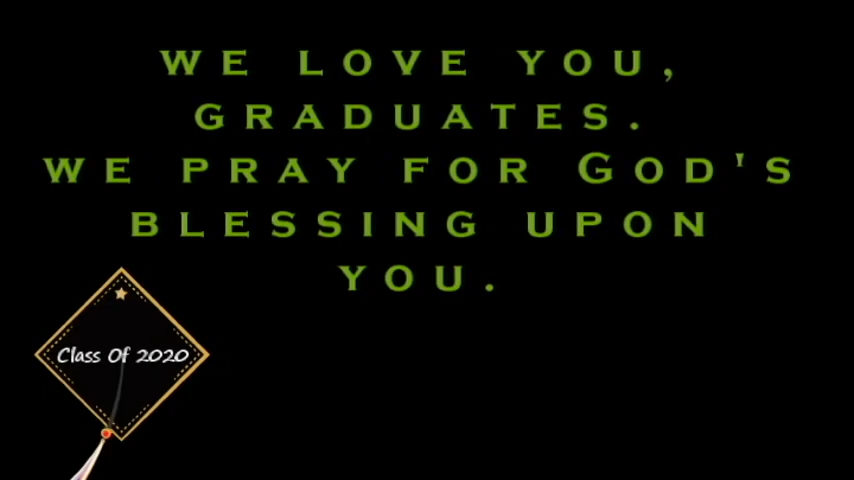 WE LOVE YOU,
GRADUATES.
WE PRAY FOR GOD'S
BLESSING UPON
YOU.
Class Of 2020